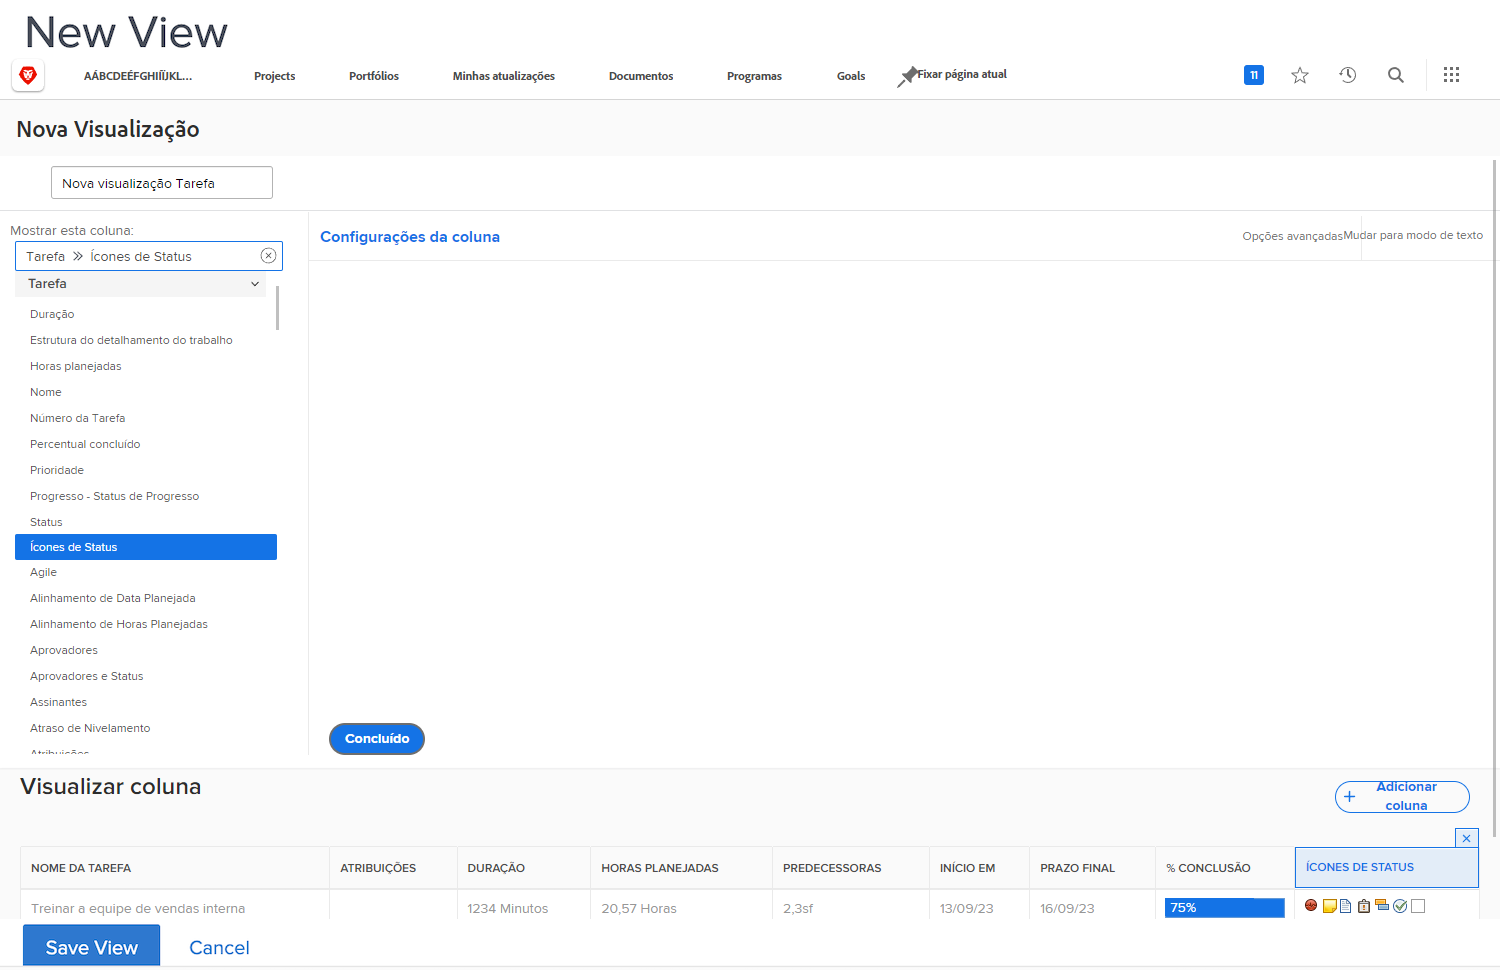 New View
AÁBCDEÉFGHIÍÏJKL...
Projects
Portfólios
Minhas atualizações
Documentos
Programas
Goals
Fixar página atual
11
Nova Visualização
Nova visualização Tarefa
Mostrar esta coluna:
Tarefa » Ícones de Status
Tarefa
Duração
Estrutura do detalhamento do trabalho
Horas planejadas
Nome
Número da Tarefa
Percentual concluído
Prioridade
Progresso - Status de Progresso
Status
Ícones de Status
Agile
Alinhamento de Data Planejada
Alinhamento de Horas Planejadas
Aprovadores
Aprovadores e Status
Assinantes
Atraso de Nivelamento
Atribuições
Configurações da coluna
Opções avançadas
Mudar para modo de texto
Concluído
Visualizar coluna
Adicionar
coluna
NOME DA TAREFA ATRIBUIÇÕES DURAÇÃO HORAS PLANEJADAS PREDECESSORAS INÍCIO EM PRAZO FINAL % CONCLUSÃO ÍCONES DE STATUS
Treinar a equipe de vendas interna 1234 Minutos 20,57 Horas 2,3sf 13/09/23 16/09/23 75%
Save View
Cancel